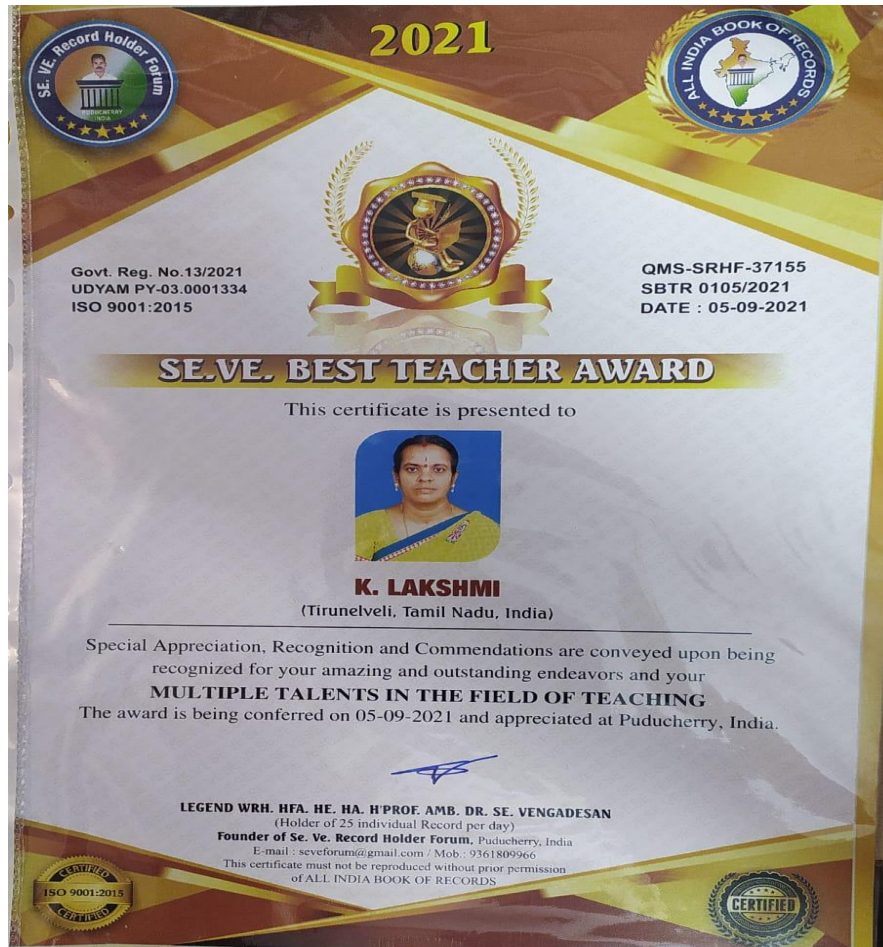 2021
SE. VE. Record Holder Forum
PUDUCHERRY
INDIA
ALL INDIA BOOK OF RECORDS
Govt. Reg. No.13/2021
UDYAM PY-03.0001334
ISO 9001:2015
QMS-SRHF-37155
SBTR 0105/2021
DATE : 05-09-2021
SE.VE. BEST TEACHER AWARD
This certificate is presented to
K. LAKSHMI
(Tirunelveli, Tamil Nadu, India)
Special Appreciation, Recognition and Commendations are conveyed upon being
recognized for your amazing and outstanding endeavors and your
MULTIPLE TALENTS IN THE FIELD OF TEACHING
The award is being conferred on 05-09-2021 and appreciated at Puducherry, India.
LEGEND WRH. HFA. HE. HA. H'PROF. AMB. DR. SE. VENGADESAN
(Holder of 25 individual Record per day)
Founder of Se. Ve. Record Holder Forum, Puducherry, India
E-mail : seveforum@gmail.com / Mob.: 9361809966
This certificate must not be reproduced without prior permission
of ALL INDIA BOOK OF RECORDS
CERTIFIED
ISO 9001:2015
CERTIFIED
CERTIFIED